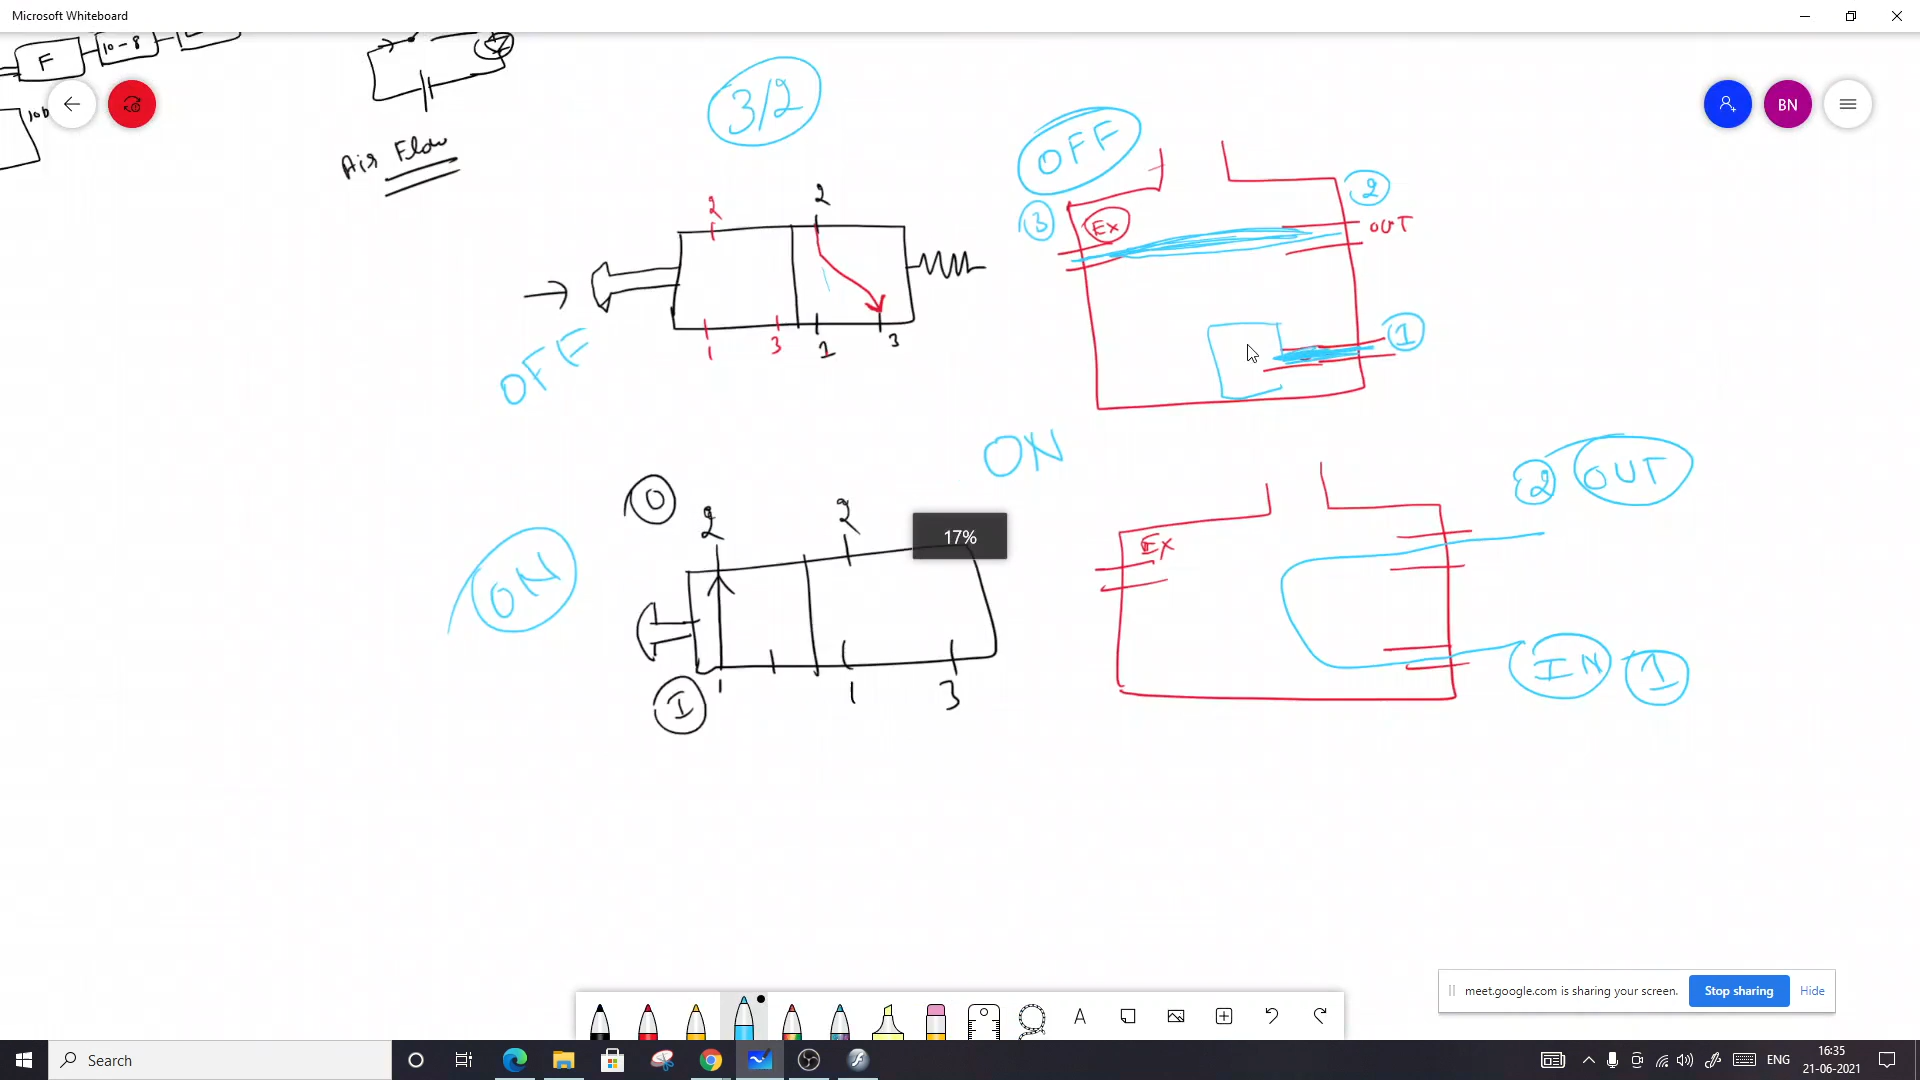 Microsoft Whiteboard
F
10-8
10b
Air Flow
3/2
BN
OFF
2
2
2
3
Ex
OUT
1
3
1
3
1
OFF
ON
2
OUT
O
2
2
17%
Ex
ON
IN
1
1
1
3
I
A
meet.google.com is sharing your screen.
Stop sharing
Hide
Search
ENG
16:35
21-06-2021